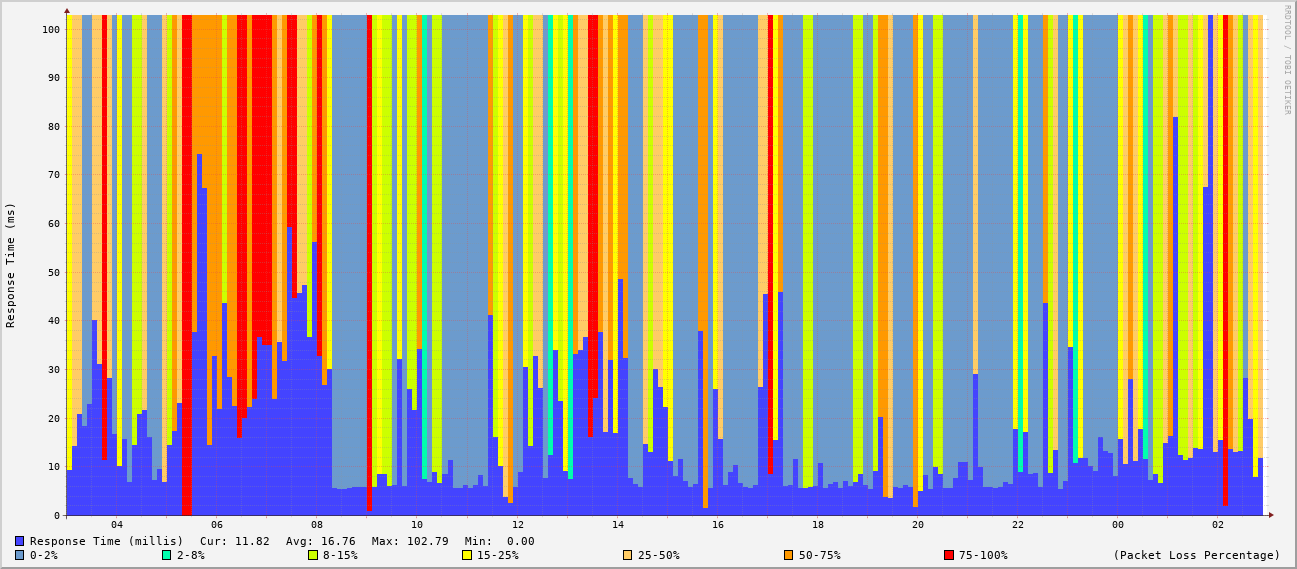 RRDTOOL / TOBI OETIKER
Response Time (ms)
100
90
80
70
60
50
40
30
20
10
0
04 06 08 10 12 14 16 18 20 22 00 02
Response Time (millis) Cur: 11.82 Avg: 16.76 Max: 102.79 Min: 0.00
0-2% 2-8% 8-15% 15-25% 25-50% 50-75% 75-100% (Packet Loss Percentage)